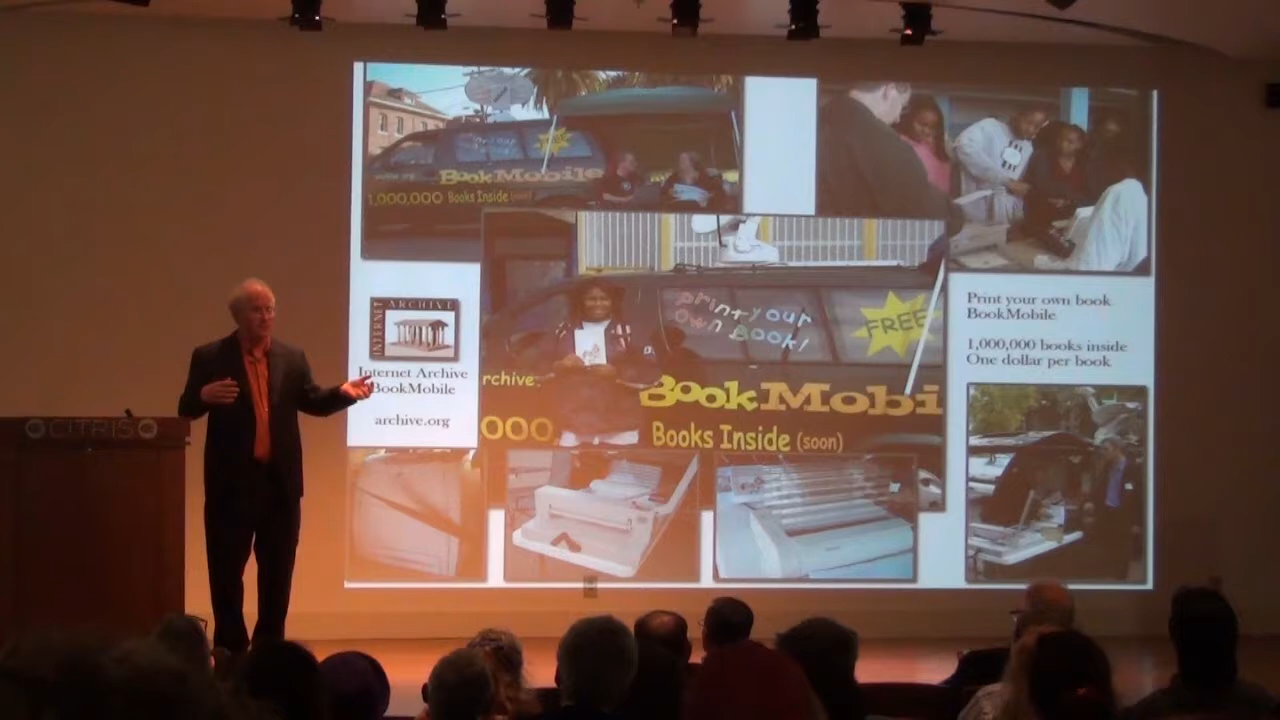 BookMobile
1,000,000 Books Inside (soon)
INTERNET ARCHIVE
Internet Archive
BookMobile
archive.org
print your
own Book!
FREE
archive.
BookMobi
000
Books Inside (soon)
Print your own book
BookMobile
1,000,000 books inside
One dollar per book
CITRIS